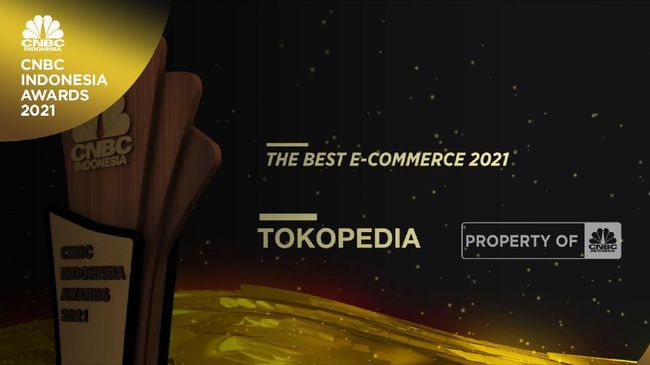 CNBC
INDONESIA
CNBC
INDONESIA
AWARDS
2021
CNBC
INDONESIA
CNBC
INDONESIA
AWARDS
2021
THE BEST E-COMMERCE 2021
TOKOPEDIA
PROPERTY OF
CNBC
INDONESIA